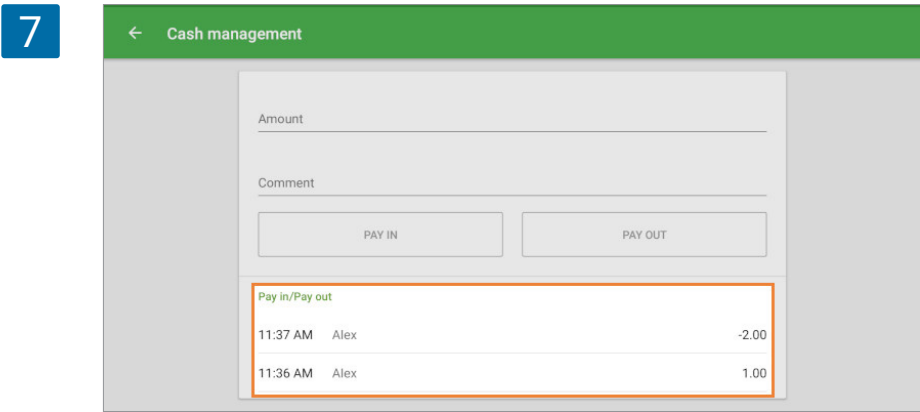 7
Cash management
Amount
Comment
PAY IN PAY OUT
Pay in/Pay out
11:37 AM Alex -2.00
11:36 AM Alex 1.00